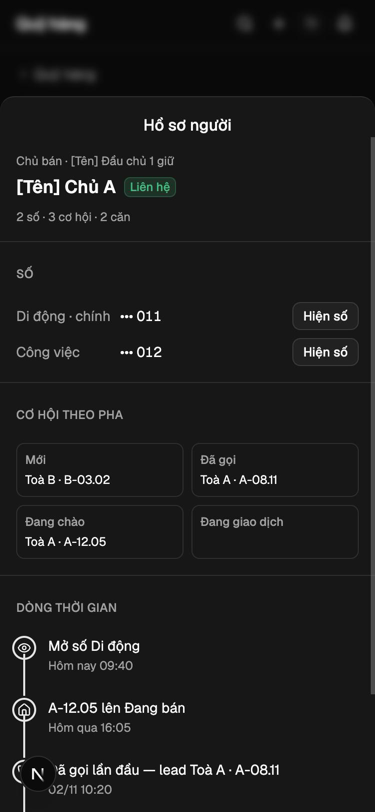 Quỹ hàng
Quỹ hàng
Hồ sơ người
Chủ bán · [Tên] Đầu chủ 1 giữ
[Tên] Chủ A Liên hệ
2 số · 3 cơ hội · 2 căn
SỐ
Di động · chính ••• 011 Hiện số
Công việc ••• 012 Hiện số
CƠ HỘI THEO PHA
Mới
Toà B · B-03.02
Đã gọi
Toà A · A-08.11
Đang chào
Toà A · A-12.05
Đang giao dịch
DÒNG THỜI GIAN
Mở số Di động
Hôm nay 09:40
A-12.05 lên Đang bán
Hôm qua 16:05
gọi lần đầu — lead Toà A · A-08.11
02/11 10:20
N